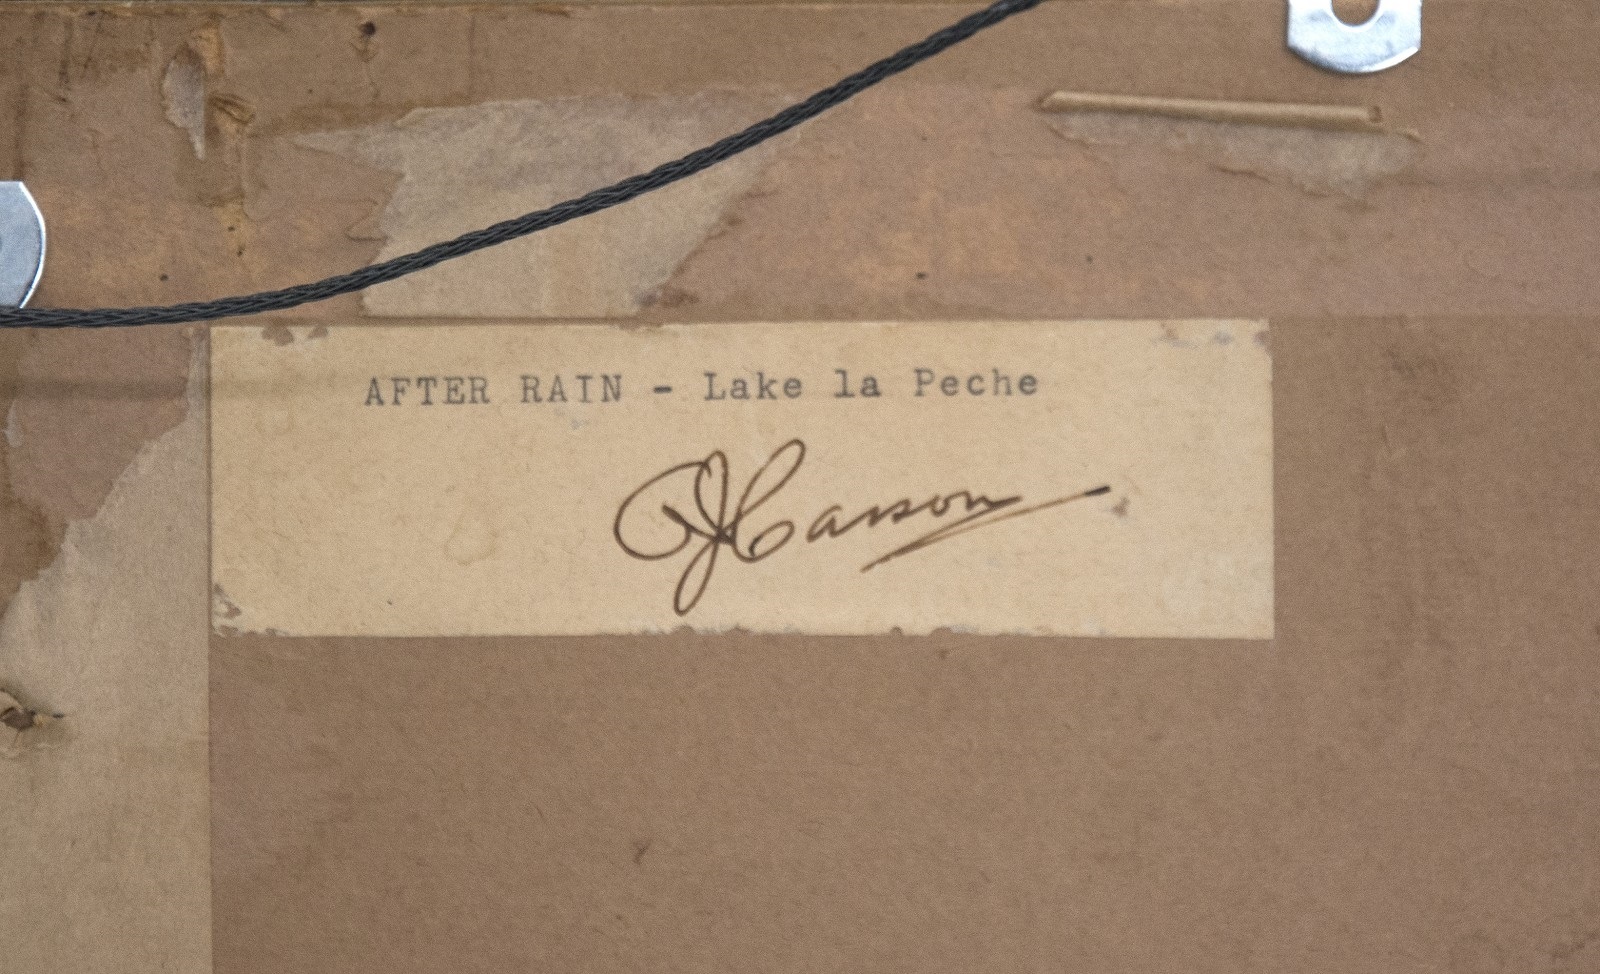 AFTER RAIN - Lake la Peche
AJCasson